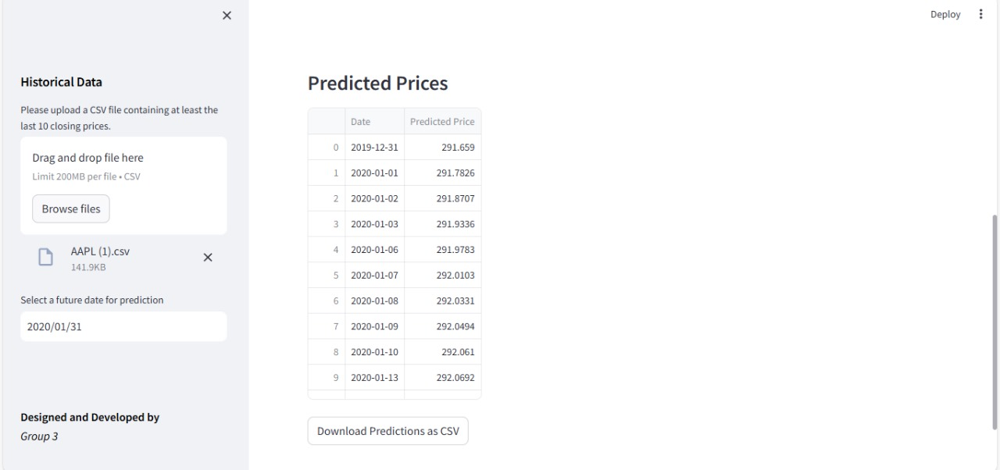 Deploy
Historical Data
Please upload a CSV file containing at least the
last 10 closing prices.
Drag and drop file here
Limit 200MB per file • CSV
Browse files
AAPL (1).csv
141.9KB
Select a future date for prediction
2020/01/31
Designed and Developed by
Group 3
Predicted Prices
Date Predicted Price
0 2019-12-31 291.659
1 2020-01-01 291.7826
2 2020-01-02 291.8707
3 2020-01-03 291.9336
4 2020-01-06 291.9783
5 2020-01-07 292.0103
6 2020-01-08 292.0331
7 2020-01-09 292.0494
8 2020-01-10 292.061
9 2020-01-13 292.0692
Download Predictions as CSV